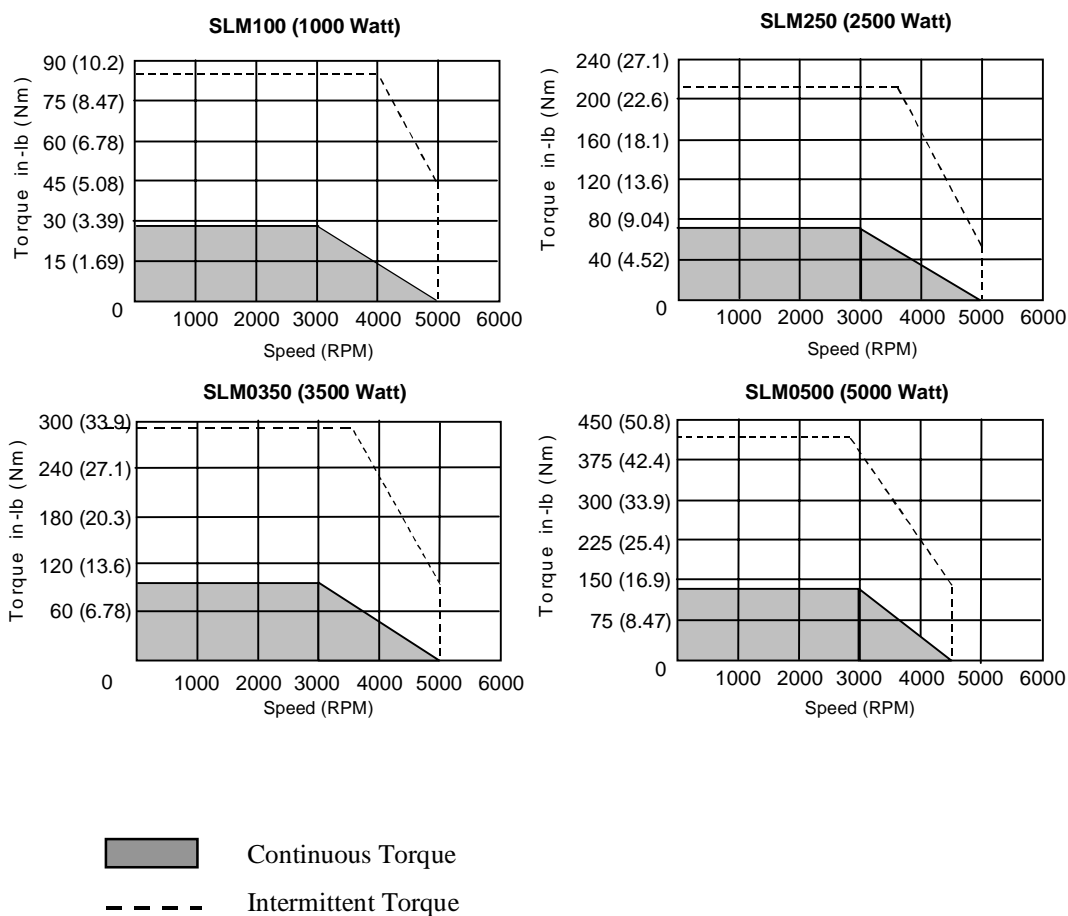 SLM100 (1000 Watt)
Torque in-lb (Nm)
90 (10.2)
75 (8.47)
60 (6.78)
45 (5.08)
30 (3.39)
15 (1.69)
0
1000 2000 3000 4000 5000 6000
Speed (RPM)
SLM250 (2500 Watt)
Torque in-lb (Nm)
240 (27.1)
200 (22.6)
160 (18.1)
120 (13.6)
80 (9.04)
40 (4.52)
0
1000 2000 3000 4000 5000 6000
Speed (RPM)
SLM0350 (3500 Watt)
Torque in-lb (Nm)
300 (33.9)
240 (27.1)
180 (20.3)
120 (13.6)
60 (6.78)
0
1000 2000 3000 4000 5000 6000
Speed (RPM)
SLM0500 (5000 Watt)
Torque in-lb (Nm)
450 (50.8)
375 (42.4)
300 (33.9)
225 (25.4)
150 (16.9)
75 (8.47)
0
1000 2000 3000 4000 5000 6000
Speed (RPM)
Continuous Torque
Intermittent Torque